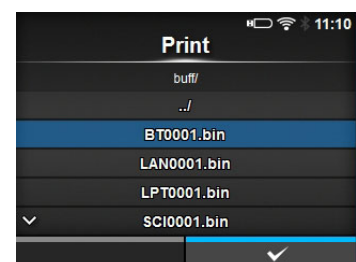 11:10
Print
buff/
../
BT0001.bin
LAN0001.bin
LPT0001.bin
SCI0001.bin